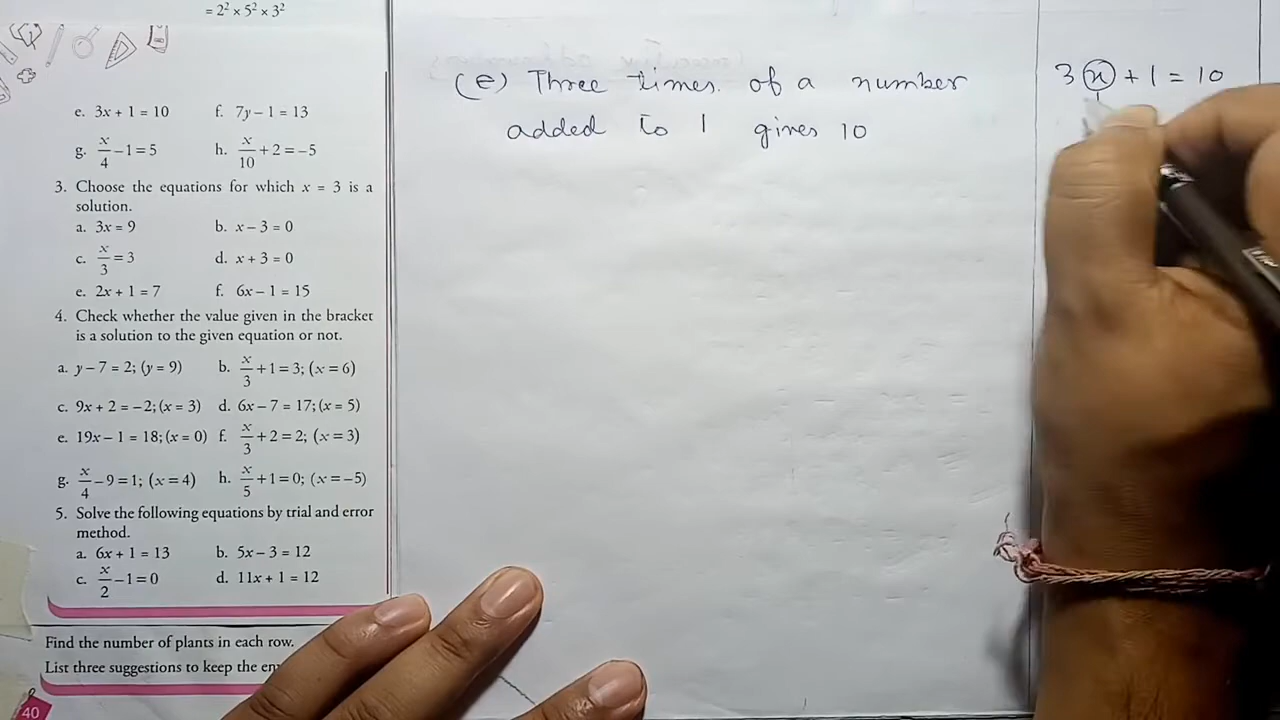 = 2² × 5² × 3²
e. 3x + 1 = 10 f. 7y – 1 = 13
g. x/4 – 1 = 5 h. x/10 + 2 = –5
3. Choose the equations for which x = 3 is a
solution.
a. 3x = 9 b. x – 3 = 0
c. x/3 = 3 d. x + 3 = 0
e. 2x + 1 = 7 f. 6x – 1 = 15
4. Check whether the value given in the bracket
is a solution to the given equation or not.
a. y – 7 = 2; (y = 9) b. x/3 + 1 = 3; (x = 6)
c. 9x + 2 = –2; (x = 3) d. 6x – 7 = 17; (x = 5)
e. 19x – 1 = 18; (x = 0) f. x/3 + 2 = 2; (x = 3)
g. x/4 – 9 = 1; (x = 4) h. x/5 + 1 = 0; (x = –5)
5. Solve the following equations by trial and error
method.
a. 6x + 1 = 13 b. 5x – 3 = 12
c. x/2 – 1 = 0 d. 11x + 1 = 12
Find the number of plants in each row.
List three suggestions to keep the
40
(e) Three times of a number
added to 1 gives 10
3x + 1 = 10